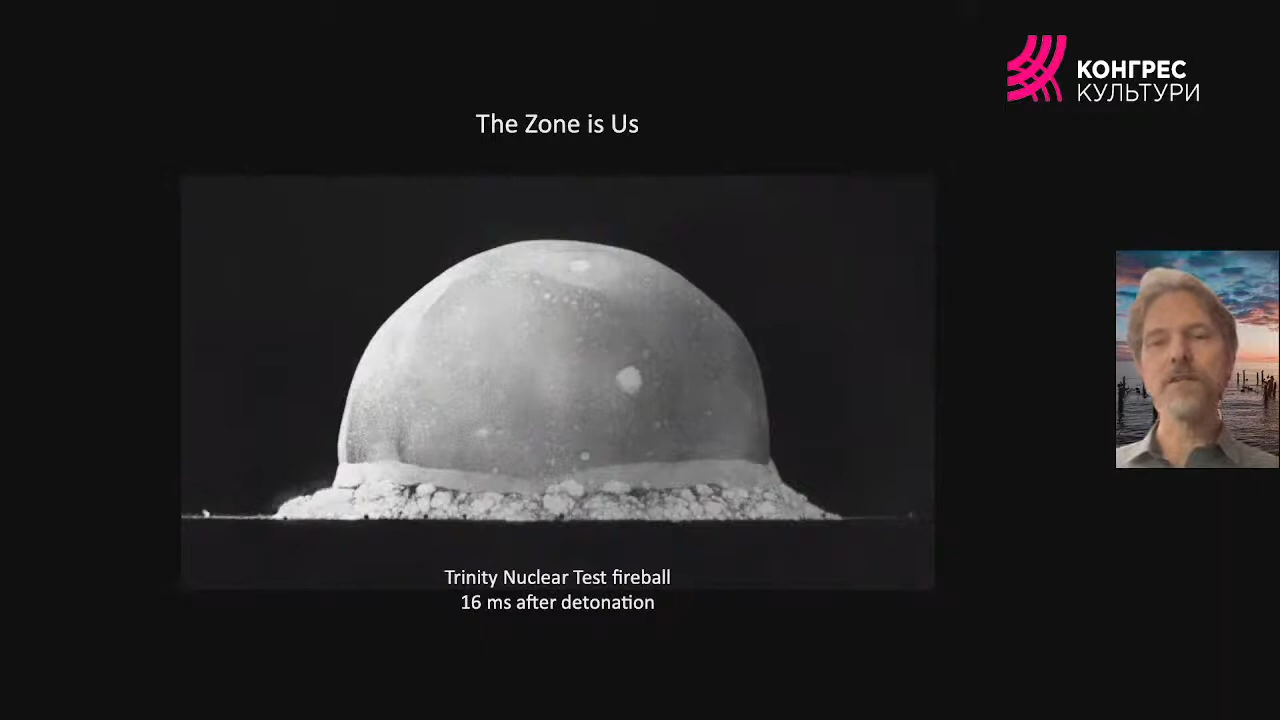 КОНГРЕС
КУЛЬТУРИ
The Zone is Us
Trinity Nuclear Test fireball
16 ms after detonation